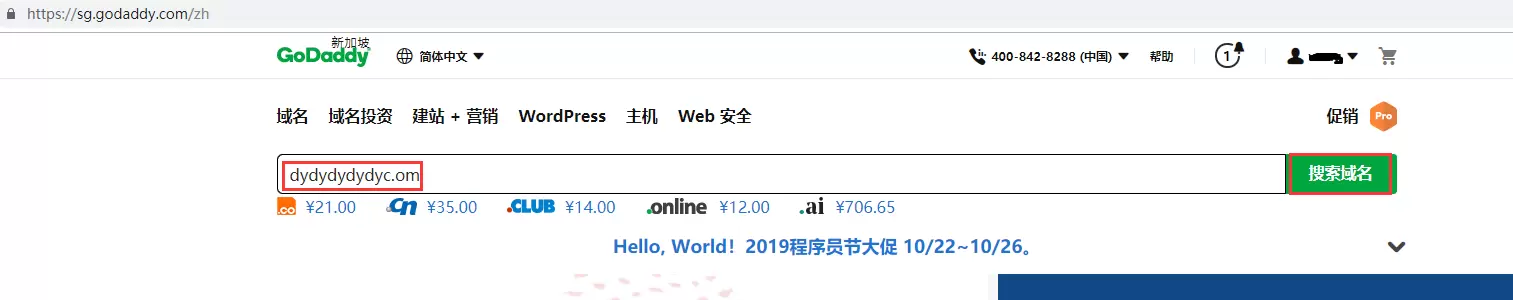 https://sg.godaddy.com/zh
新加坡
GoDaddy 简体中文 400-842-8288 (中国) 帮助 1
域名 域名投资 建站 + 营销 WordPress 主机 Web 安全 促销 Pro
dydydydydyc.om 搜索域名
.co ¥21.00 .cn ¥35.00 .CLUB ¥14.00 .online ¥12.00 .ai ¥706.65
Hello, World！2019程序员节大促 10/22~10/26。